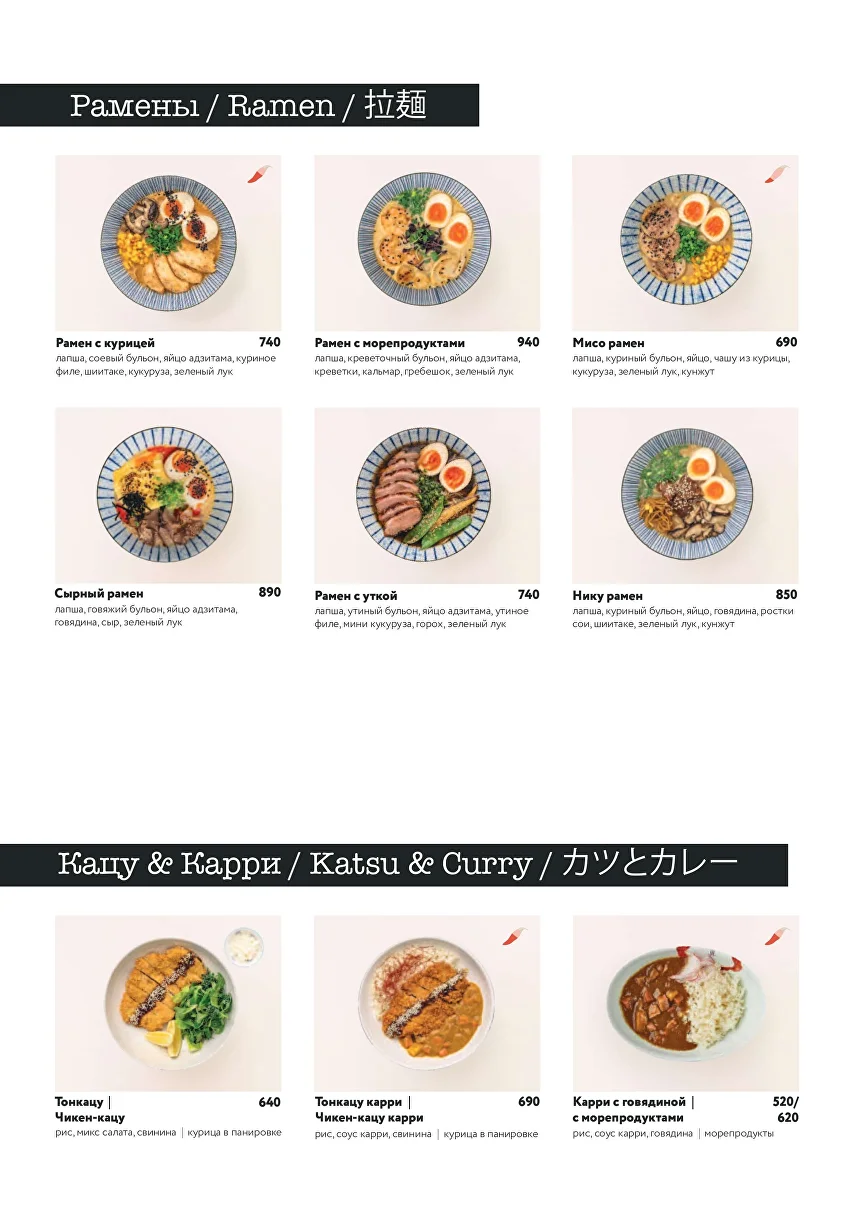 Рамены / Ramen / 拉麺
Рамен с курицей 740
лапша, соевый бульон, яйцо адзитама, куриное
филе, шиитаке, кукуруза, зеленый лук
Рамен с морепродуктами 940
лапша, креветочный бульон, яйцо адзитама,
креветки, кальмар, гребешок, зеленый лук
Мисо рамен 690
лапша, куриный бульон, яйцо, чашу из курицы,
кукуруза, зеленый лук, кунжут
Сырный рамен 890
лапша, говяжий бульон, яйцо адзитама,
говядина, сыр, зеленый лук
Рамен с уткой 740
лапша, утиный бульон, яйцо адзитама, утиное
филе, мини кукуруза, горох, зеленый лук
Нику рамен 850
лапша, куриный бульон, яйцо, говядина, ростки
сои, шиитаке, зеленый лук, кунжут
Кацу & Карри / Katsu & Curry / カツとカレー
Тонкацу | 640
Чикен-кацу
рис, микс салата, свинина | курица в панировке
Тонкацу карри | 690
Чикен-кацу карри
рис, соус карри, свинина | курица в панировке
Карри с говядиной | 520/
с морепродуктами 620
рис, соус карри, говядина | морепродукты